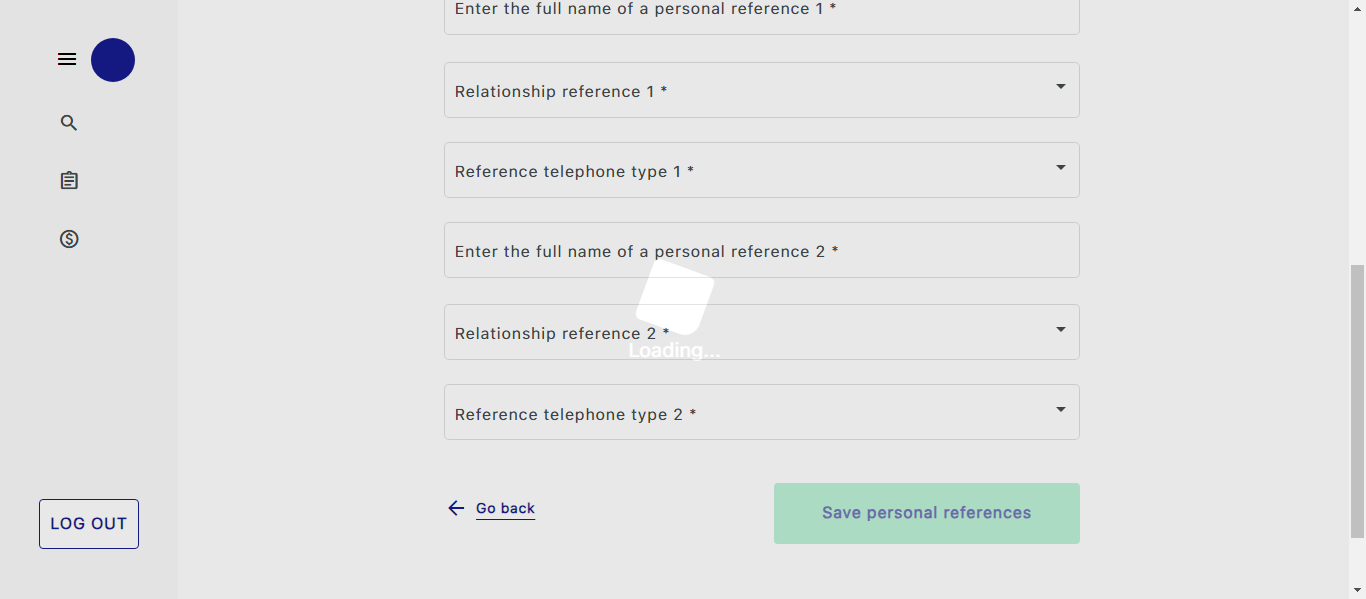 Enter the full name of a personal reference 1 *
Relationship reference 1 *
Reference telephone type 1 *
Enter the full name of a personal reference 2 *
Relationship reference 2 *
Loading...
Reference telephone type 2 *
Go back
Save personal references
LOG OUT